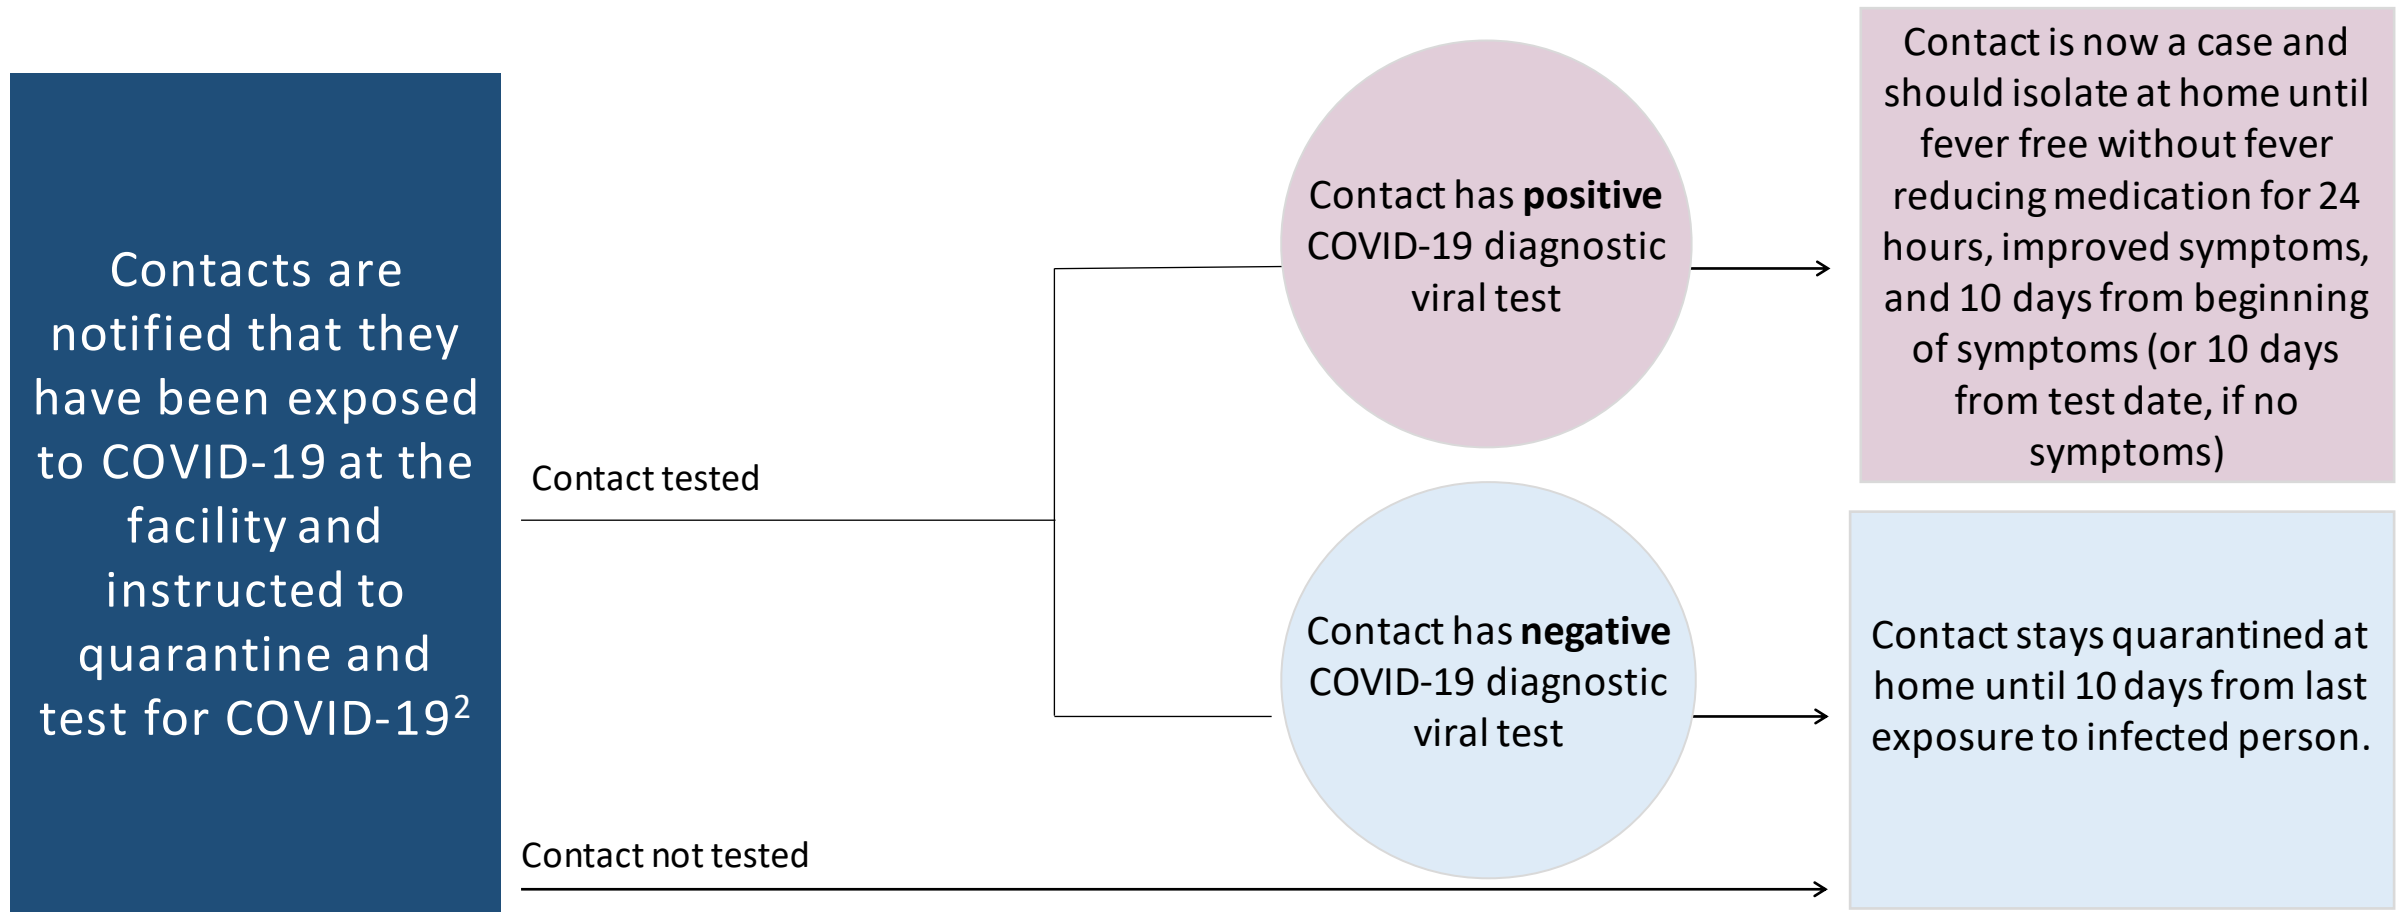 Contacts are
notified that they
have been exposed
to COVID-19 at the
facility and
instructed to
quarantine and
test for COVID-19²
Contact tested
Contact not tested
Contact has positive
COVID-19 diagnostic
viral test
Contact has negative
COVID-19 diagnostic
viral test
Contact is now a case and
should isolate at home until
fever free without fever
reducing medication for 24
hours, improved symptoms,
and 10 days from beginning
of symptoms (or 10 days
from test date, if no
symptoms)
Contact stays quarantined at
home until 10 days from last
exposure to infected person.